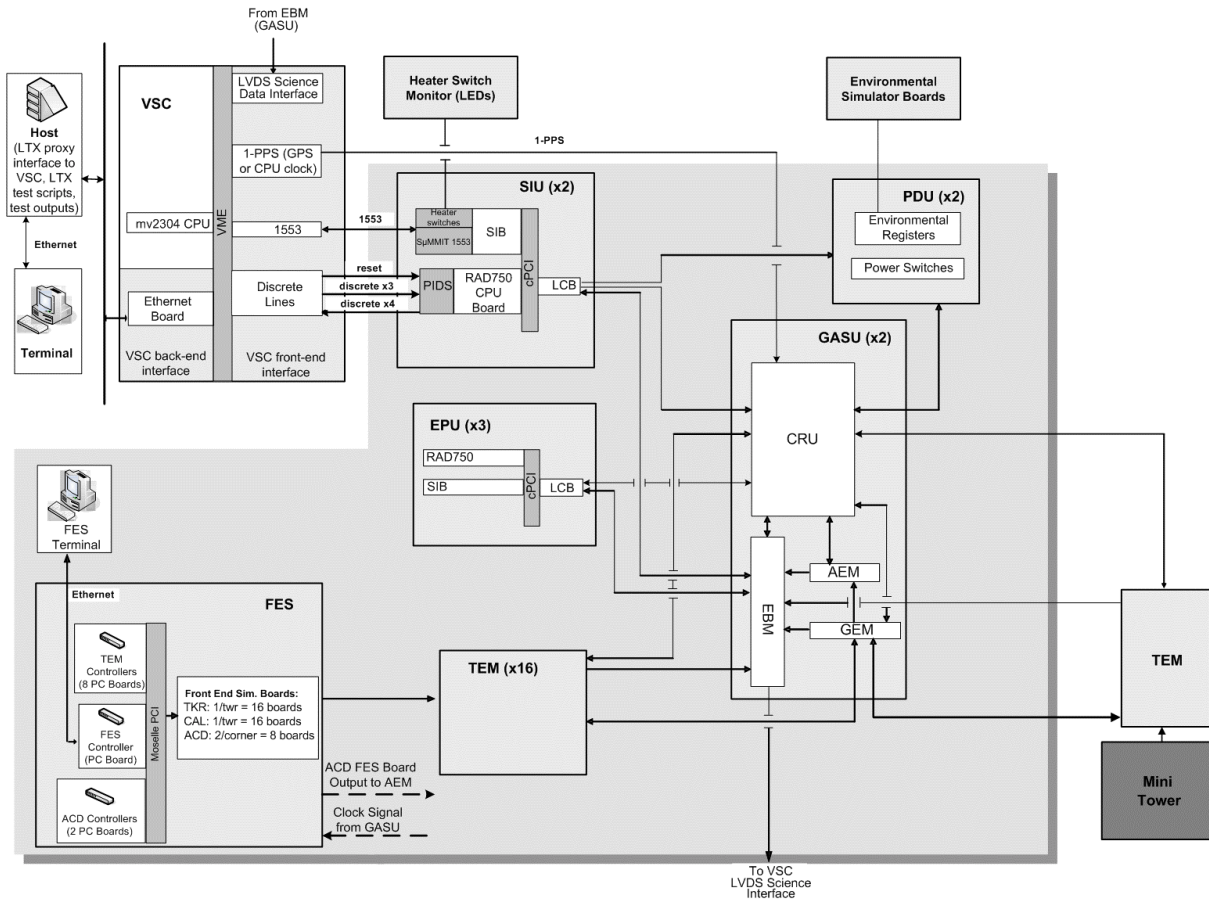 From EBM
(GASU)
Host
(LTX proxy
interface to
VSC, LTX
test scripts,
test outputs)
Ethernet
Terminal
VSC
LVDS Science
Data Interface
1-PPS (GPS
or CPU clock)
mv2304 CPU
VME
1553
Ethernet
Board
Discrete
Lines
VSC back-end
interface
VSC front-end
interface
Heater Switch
Monitor (LEDs)
Environmental
Simulator Boards
1-PPS
1553
reset
discrete x3
discrete x4
SIU (x2)
Heater
switches
SµMMIT 1553
SIB
cPCI
PIDS
RAD750
CPU
Board
LCB
PDU (x2)
Environmental
Registers
Power Switches
GASU (x2)
CRU
EBM
AEM
GEM
EPU (x3)
RAD750
SIB
cPCI
LCB
FES
Terminal
Ethernet
FES
TEM
Controllers
(8 PC Boards)
FES
Controller
(PC Board)
ACD Controllers
(2 PC Boards)
Moselle PCI
Front End Sim. Boards:
TKR: 1/twr = 16 boards
CAL: 1/twr = 16 boards
ACD: 2/corner = 8 boards
ACD FES Board
Output to AEM
Clock Signal
from GASU
TEM (x16)
TEM
Mini
Tower
To VSC
LVDS Science
Interface